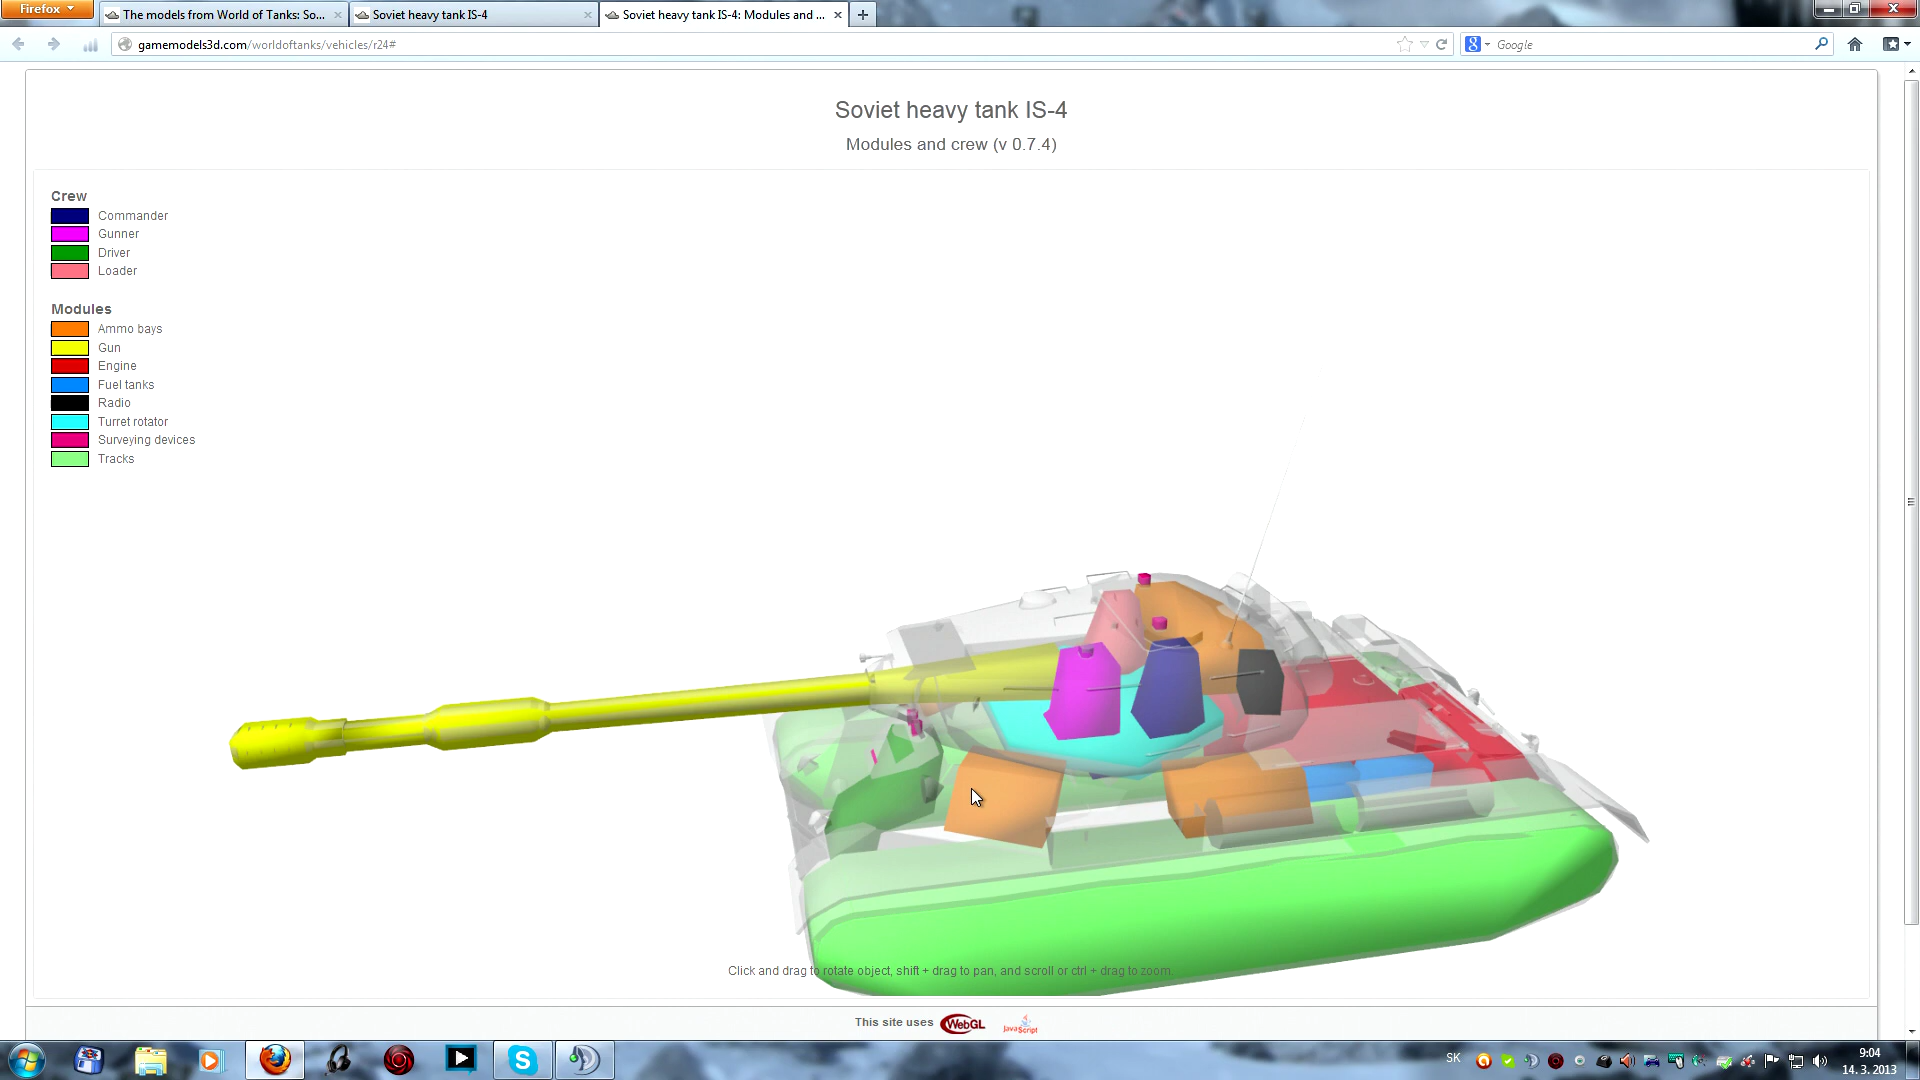 Firefox
The models from World of Tanks: So...
Soviet heavy tank IS-4
Soviet heavy tank IS-4: Modules and ...
gamemodels3d.com/worldoftanks/vehicles/r24#
Google
Soviet heavy tank IS-4
Modules and crew (v 0.7.4)
Crew
Commander
Gunner
Driver
Loader
Modules
Ammo bays
Gun
Engine
Fuel tanks
Radio
Turret rotator
Surveying devices
Tracks
Click and drag to rotate object, shift + drag to pan, and scroll or ctrl + drag to zoom.
This site uses WebGL JavaScript
SK
9:04
14. 3. 2013